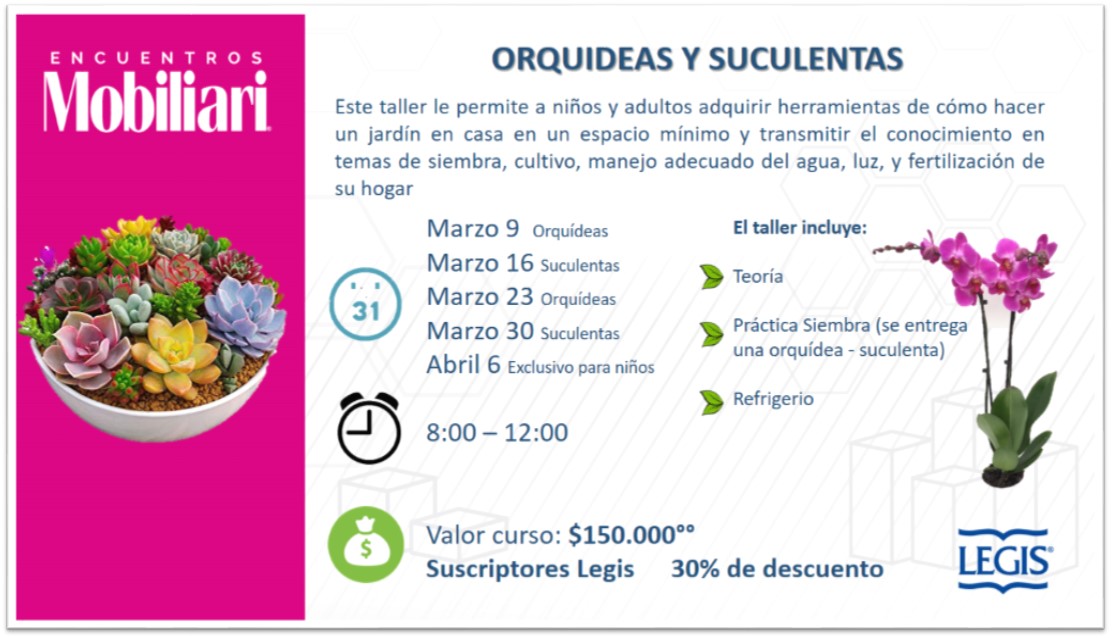 ENCUENTROS
Mobiliari
ORQUIDEAS Y SUCULENTAS
Este taller le permite a niños y adultos adquirir herramientas de cómo hacer
un jardín en casa en un espacio mínimo y transmitir el conocimiento en
temas de siembra, cultivo, manejo adecuado del agua, luz, y fertilización de
su hogar
Marzo 9 Orquídeas
Marzo 16 Suculentas
Marzo 23 Orquídeas
Marzo 30 Suculentas
Abril 6 Exclusivo para niños
31
8:00 – 12:00
El taller incluye:
Teoría
Práctica Siembra (se entrega
una orquídea - suculenta)
Refrigerio
$
Valor curso: $150.000°°
Suscriptores Legis 30% de descuento
LEGIS®